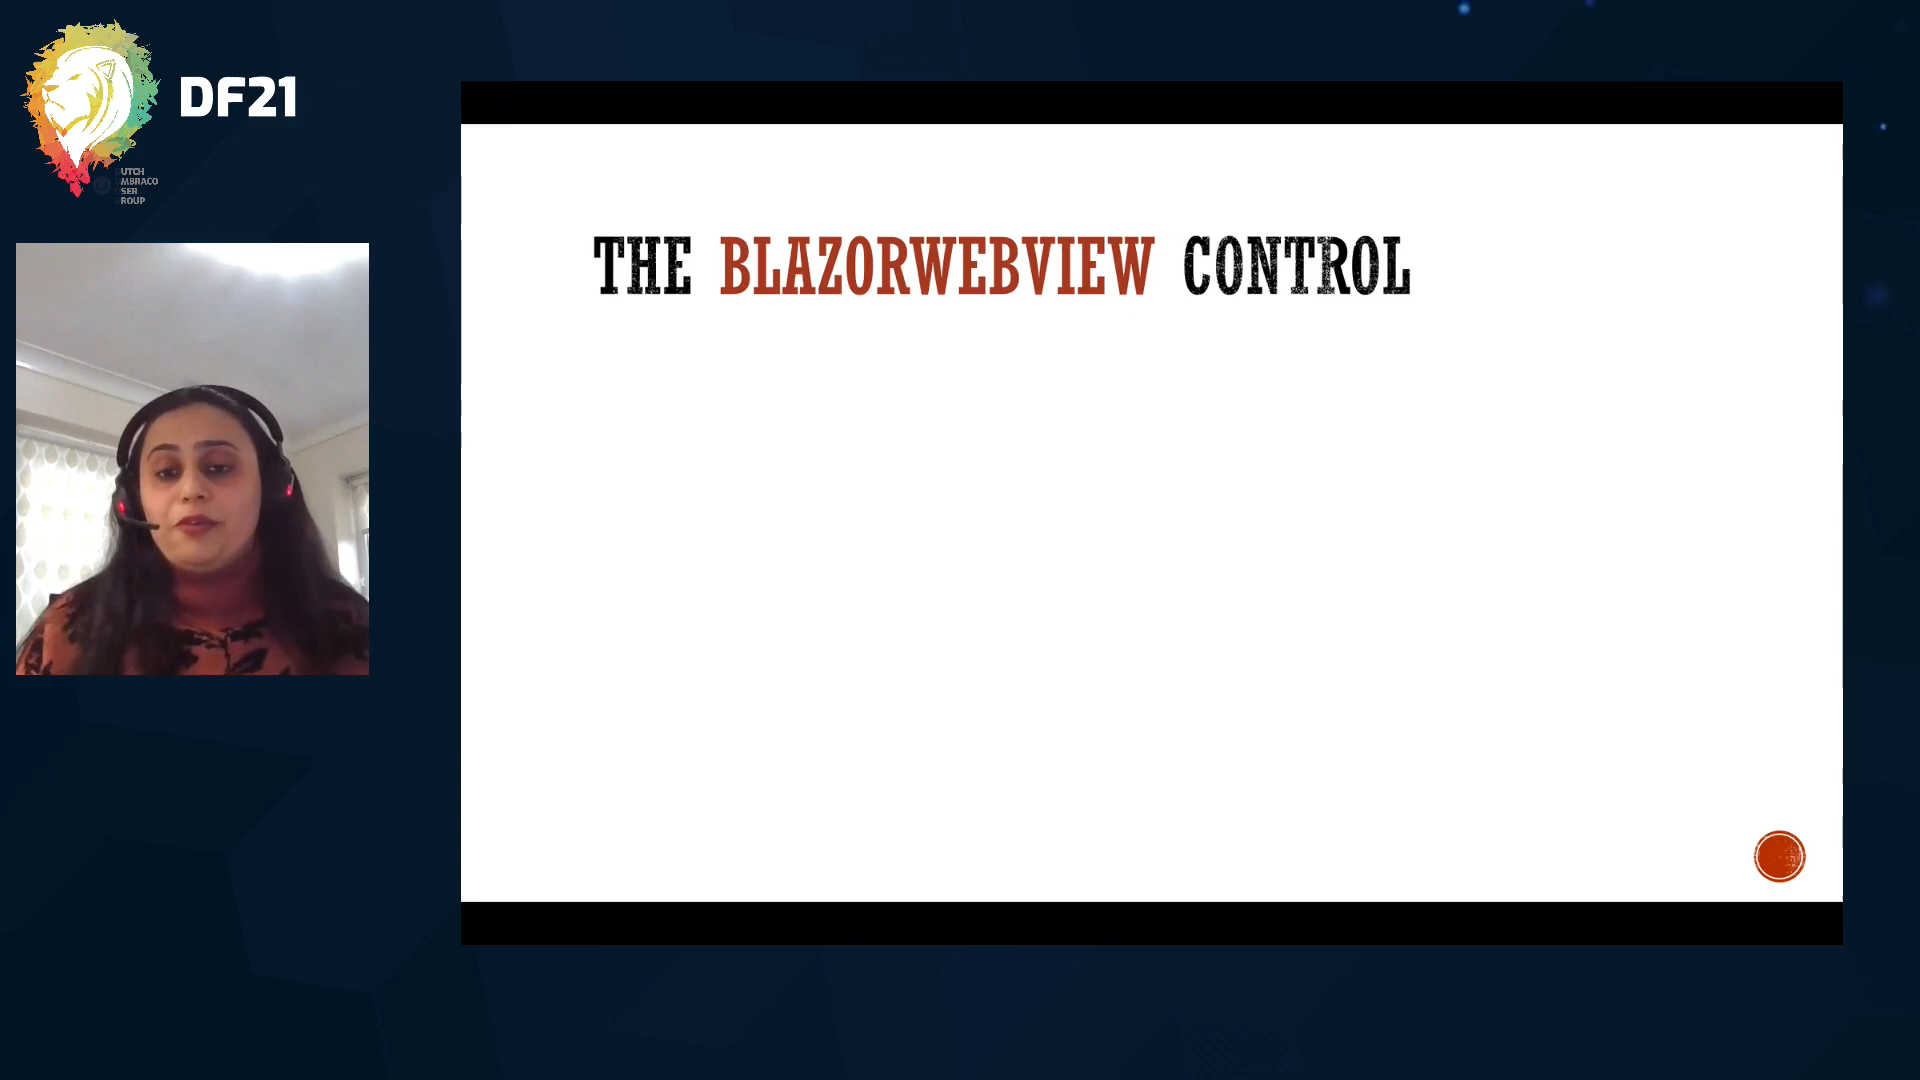 DF21
UTCH
MBRACO
SER
ROUP
THE BLAZORWEBVIEW CONTROL